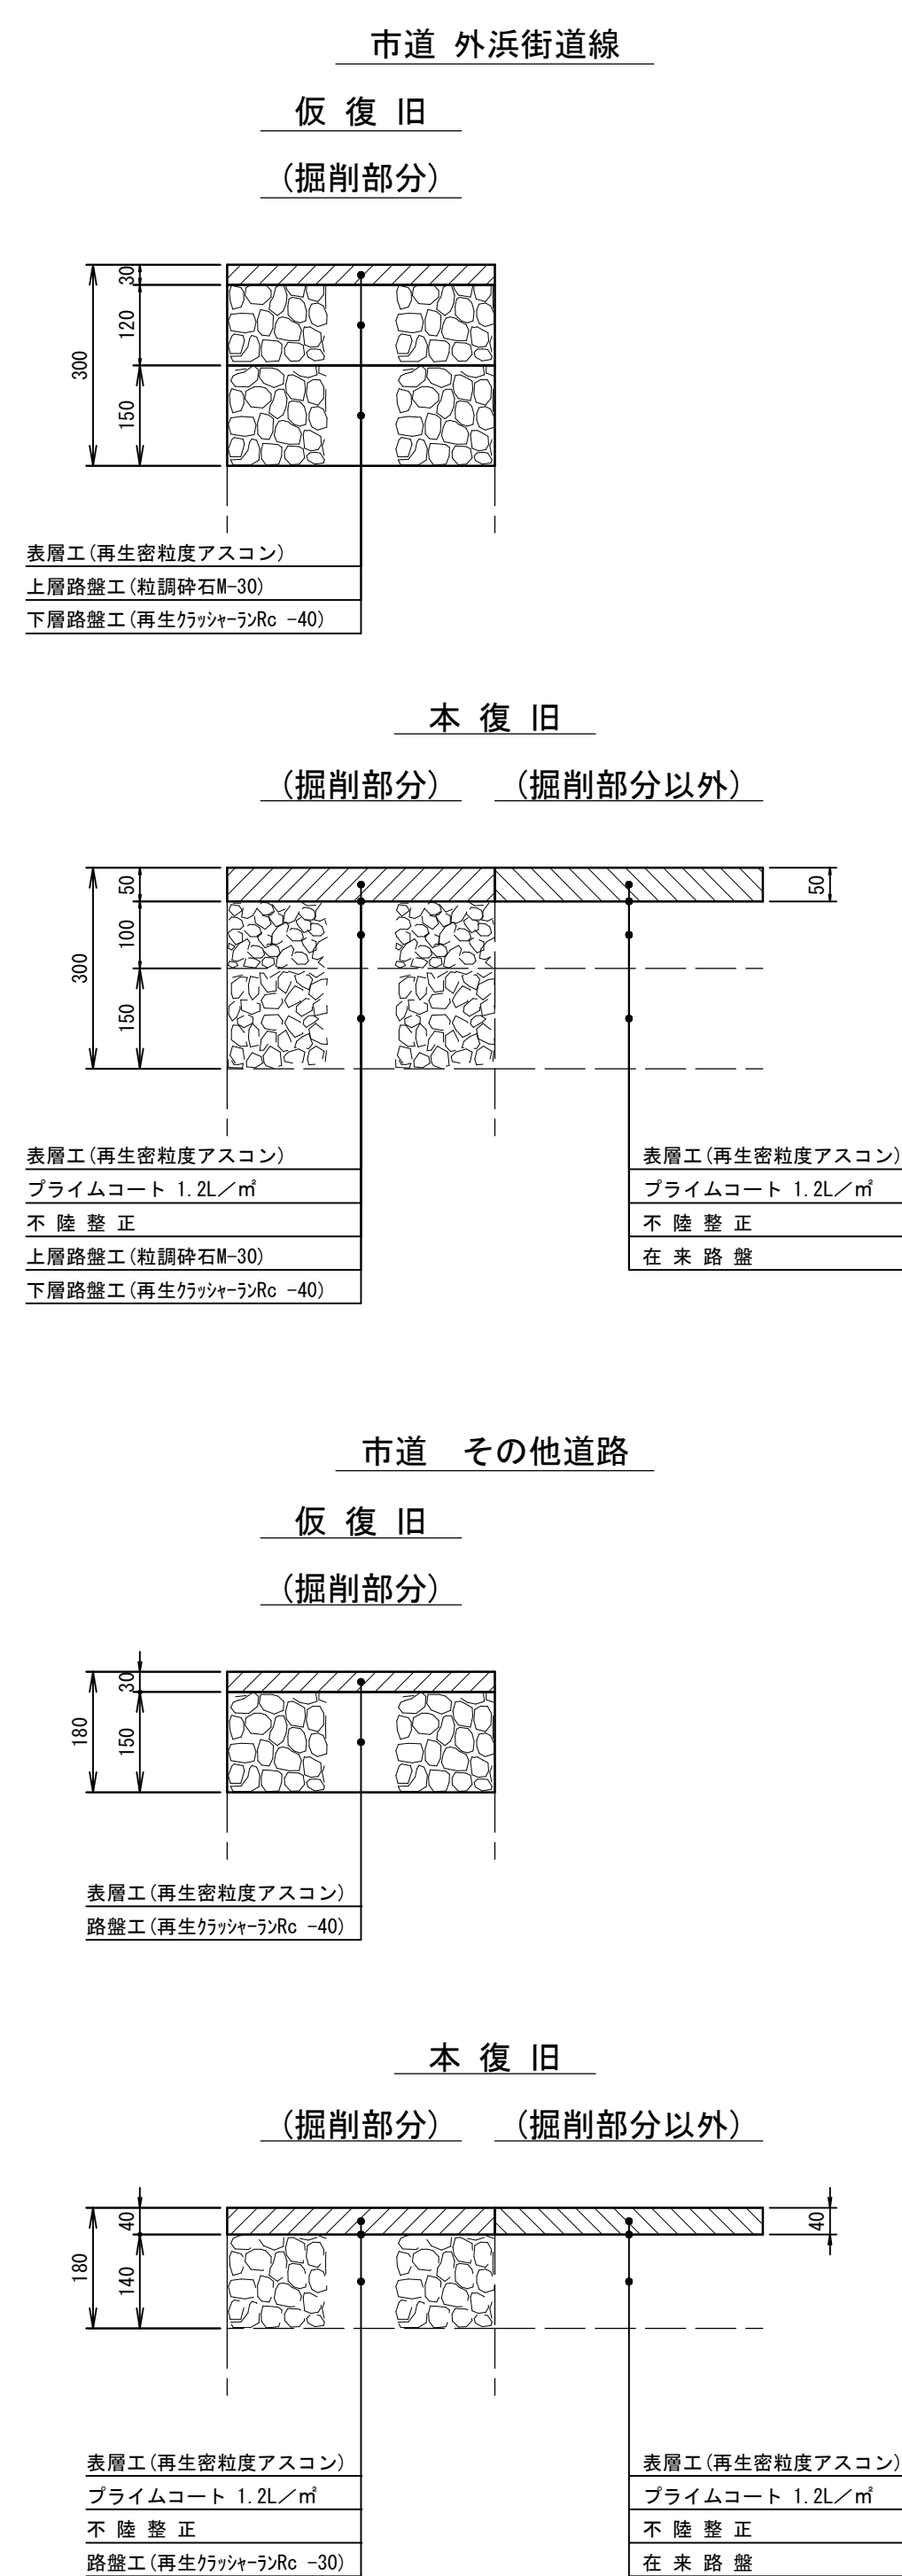 市道 外浜街道線
仮 復 旧
(掘削部分)
30
120
300
150
表層工(再生密粒度アスコン)
上層路盤工(粒調砕石M-30)
下層路盤工(再生ｸﾗｯｼｬｰﾗﾝRc -40)
本 復 旧
(掘削部分) (掘削部分以外)
50 50
100
300
150
表層工(再生密粒度アスコン) 表層工(再生密粒度アスコン)
プライムコート 1.2L／㎡ プライムコート 1.2L／㎡
不 陸 整 正 不 陸 整 正
上層路盤工(粒調砕石M-30) 在 来 路 盤
下層路盤工(再生ｸﾗｯｼｬｰﾗﾝRc -40)
市道　その他道路
仮 復 旧
(掘削部分)
30
180
150
表層工(再生密粒度アスコン)
路盤工(再生ｸﾗｯｼｬｰﾗﾝRc -40)
本 復 旧
(掘削部分) (掘削部分以外)
40 40
180
140
表層工(再生密粒度アスコン) 表層工(再生密粒度アスコン)
プライムコート 1.2L／㎡ プライムコート 1.2L／㎡
不 陸 整 正 不 陸 整 正
路盤工(再生ｸﾗｯｼｬｰﾗﾝRc -30) 在 来 路 盤